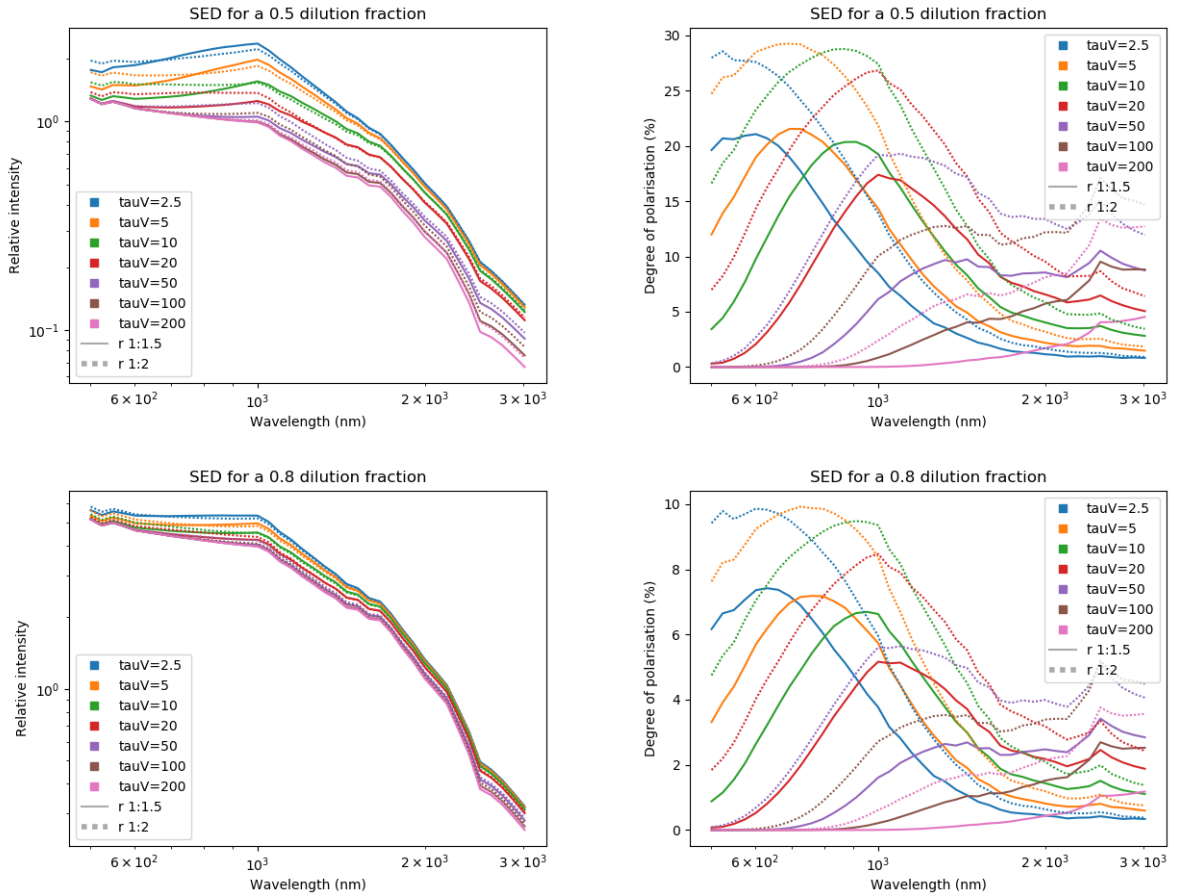 SED for a 0.5 dilution fraction
Relative intensity
10⁰
10⁻¹
tauV=2.5
tauV=5
tauV=10
tauV=20
tauV=50
tauV=100
tauV=200
r 1:1.5
r 1:2
6 × 10²
10³
2 × 10³
3 × 10³
Wavelength (nm)
SED for a 0.5 dilution fraction
Degree of polarisation (%)
30
25
20
15
10
5
0
tauV=2.5
tauV=5
tauV=10
tauV=20
tauV=50
tauV=100
tauV=200
r 1:1.5
r 1:2
6 × 10²
10³
2 × 10³
3 × 10³
Wavelength (nm)
SED for a 0.8 dilution fraction
Relative intensity
10⁰
tauV=2.5
tauV=5
tauV=10
tauV=20
tauV=50
tauV=100
tauV=200
r 1:1.5
r 1:2
6 × 10²
10³
2 × 10³
3 × 10³
Wavelength (nm)
SED for a 0.8 dilution fraction
Degree of polarisation (%)
10
8
6
4
2
0
tauV=2.5
tauV=5
tauV=10
tauV=20
tauV=50
tauV=100
tauV=200
r 1:1.5
r 1:2
6 × 10²
10³
2 × 10³
3 × 10³
Wavelength (nm)